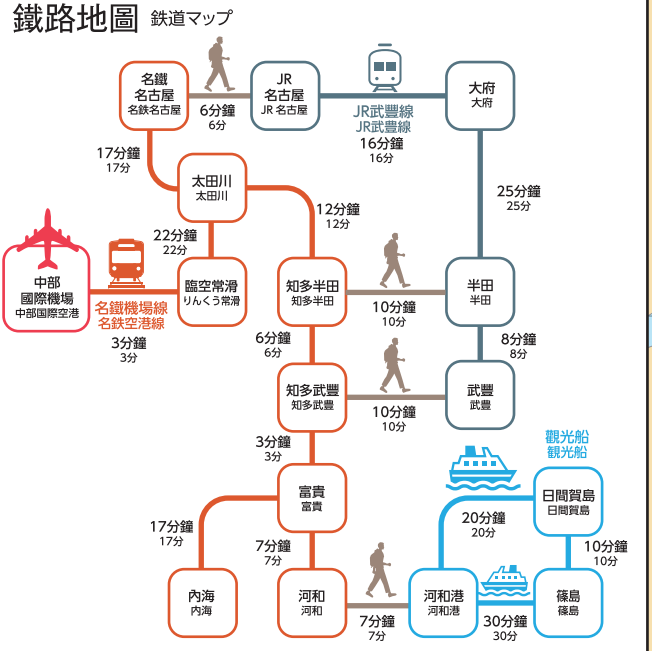 鐵路地圖 鉄道マップ
名鐵
名古屋
名鉄名古屋
6分鐘
6分
JR
名古屋
JR 名古屋
JR武豐線
JR武豊線
16分鐘
16分
大府
大府
17分鐘
17分
太田川
太田川
12分鐘
12分
25分鐘
25分
22分鐘
22分
中部
國際機場
中部国際空港
名鐵機場線
名鉄空港線
3分鐘
3分
臨空常滑
りんくう常滑
知多半田
知多半田
10分鐘
10分
半田
半田
6分鐘
6分
8分鐘
8分
知多武豐
知多武豊
10分鐘
10分
武豐
武豊
3分鐘
3分
觀光船
観光船
富貴
富貴
20分鐘
20分
日間賀島
日間賀島
17分鐘
17分
7分鐘
7分
10分鐘
10分
內海
内海
河和
河和
7分鐘
7分
河和港
河和港
30分鐘
30分
篠島
篠島